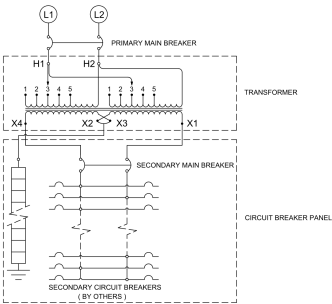 L1 L2
PRIMARY MAIN BREAKER
H1 H2
1 2 3 4 5 1 2 3 4 5
TRANSFORMER
X4 X2 X3 X1
SECONDARY MAIN BREAKER
CIRCUIT BREAKER PANEL
SECONDARY CIRCUIT BREAKERS
( BY OTHERS )